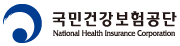 국민건강보험공단
National Health Insurance Corporation